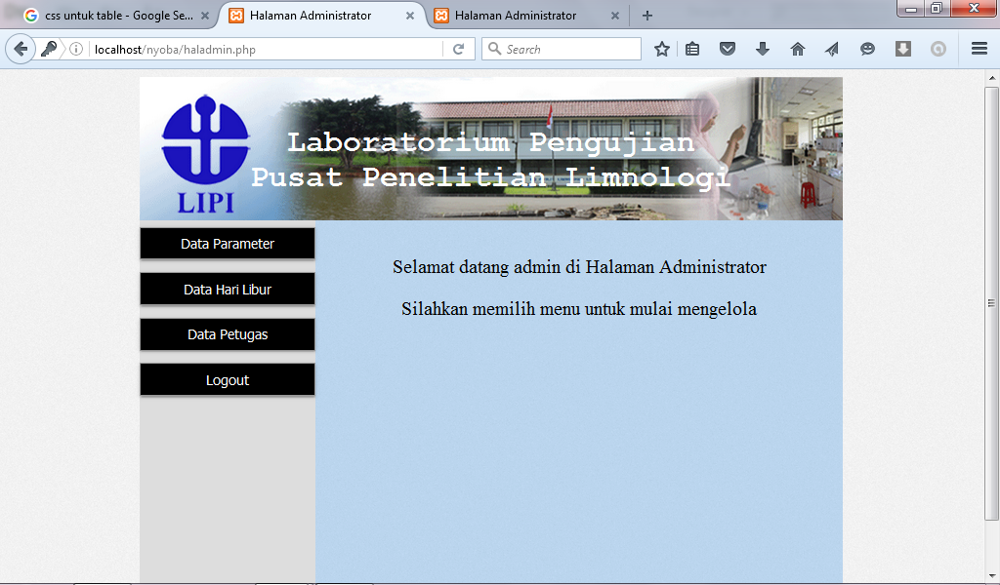 css untuk table - Google Se...
Halaman Administrator
Halaman Administrator
localhost/nyoba/haladmin.php
Search
Laboratorium Pengujian
Pusat Penelitian Limnologi
LIPI
Data Parameter
Data Hari Libur
Data Petugas
Logout
Selamat datang admin di Halaman Administrator
Silahkan memilih menu untuk mulai mengelola